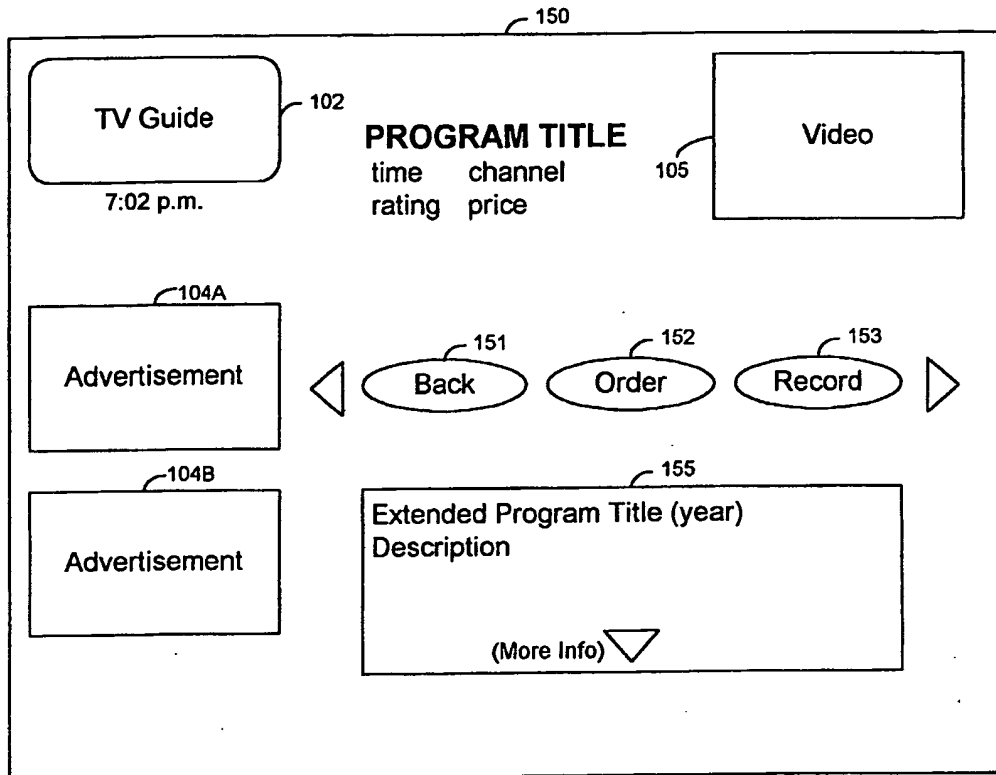 150
TV Guide
102
7:02 p.m.
PROGRAM TITLE
time channel
rating price
105
Video
104A
Advertisement
151
Back
152
Order
153
Record
104B
Advertisement
155
Extended Program Title (year)
Description
(More Info)